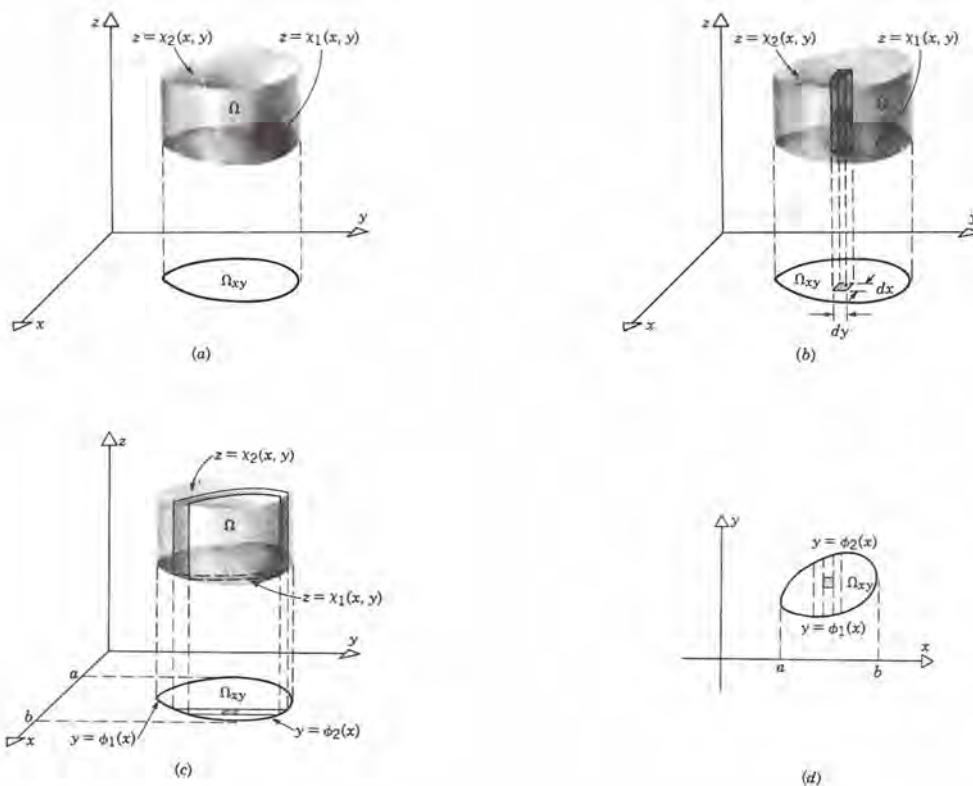 z
z = χ₂(x, y)
z = χ₁(x, y)
Ω
y
Ωxy
x
(a)
z
z = χ₂(x, y)
z = χ₁(x, y)
Ω
y
Ωxy
dx
x
dy
(b)
z
z = χ₂(x, y)
Ω
z = χ₁(x, y)
y
a
Ωxy
b
x
y = ϕ₁(x)
y = ϕ₂(x)
(c)
y
y = ϕ₂(x)
Ωxy
y = ϕ₁(x)
x
a
b
(d)